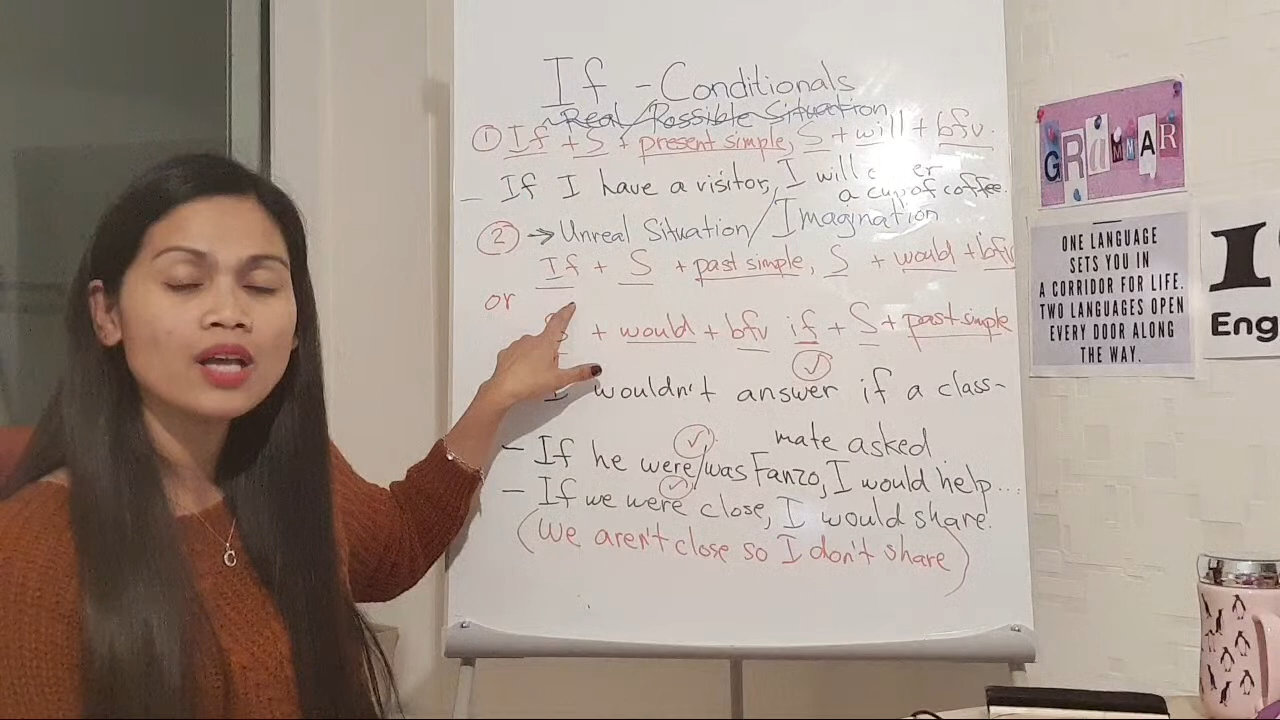 If - Conditionals
Real/Possible Situation
① If + S + present simple, S + will + bfv.
- If I have a visitor, I will er
a cup of coffee.
② → Unreal Situation/Imagination
If + S + past simple, S + would + bfv
or
S + would + bfv if + S + past simple
I wouldn't answer if a class-
mate asked
- If he were/was Fanzo, I would help...
- If we were close, I would share.
(We aren't close so I don't share)
GRAMMAR
ONE LANGUAGE
SETS YOU IN
A CORRIDOR FOR LIFE.
TWO LANGUAGES OPEN
EVERY DOOR ALONG
THE WAY.
I
Eng
C